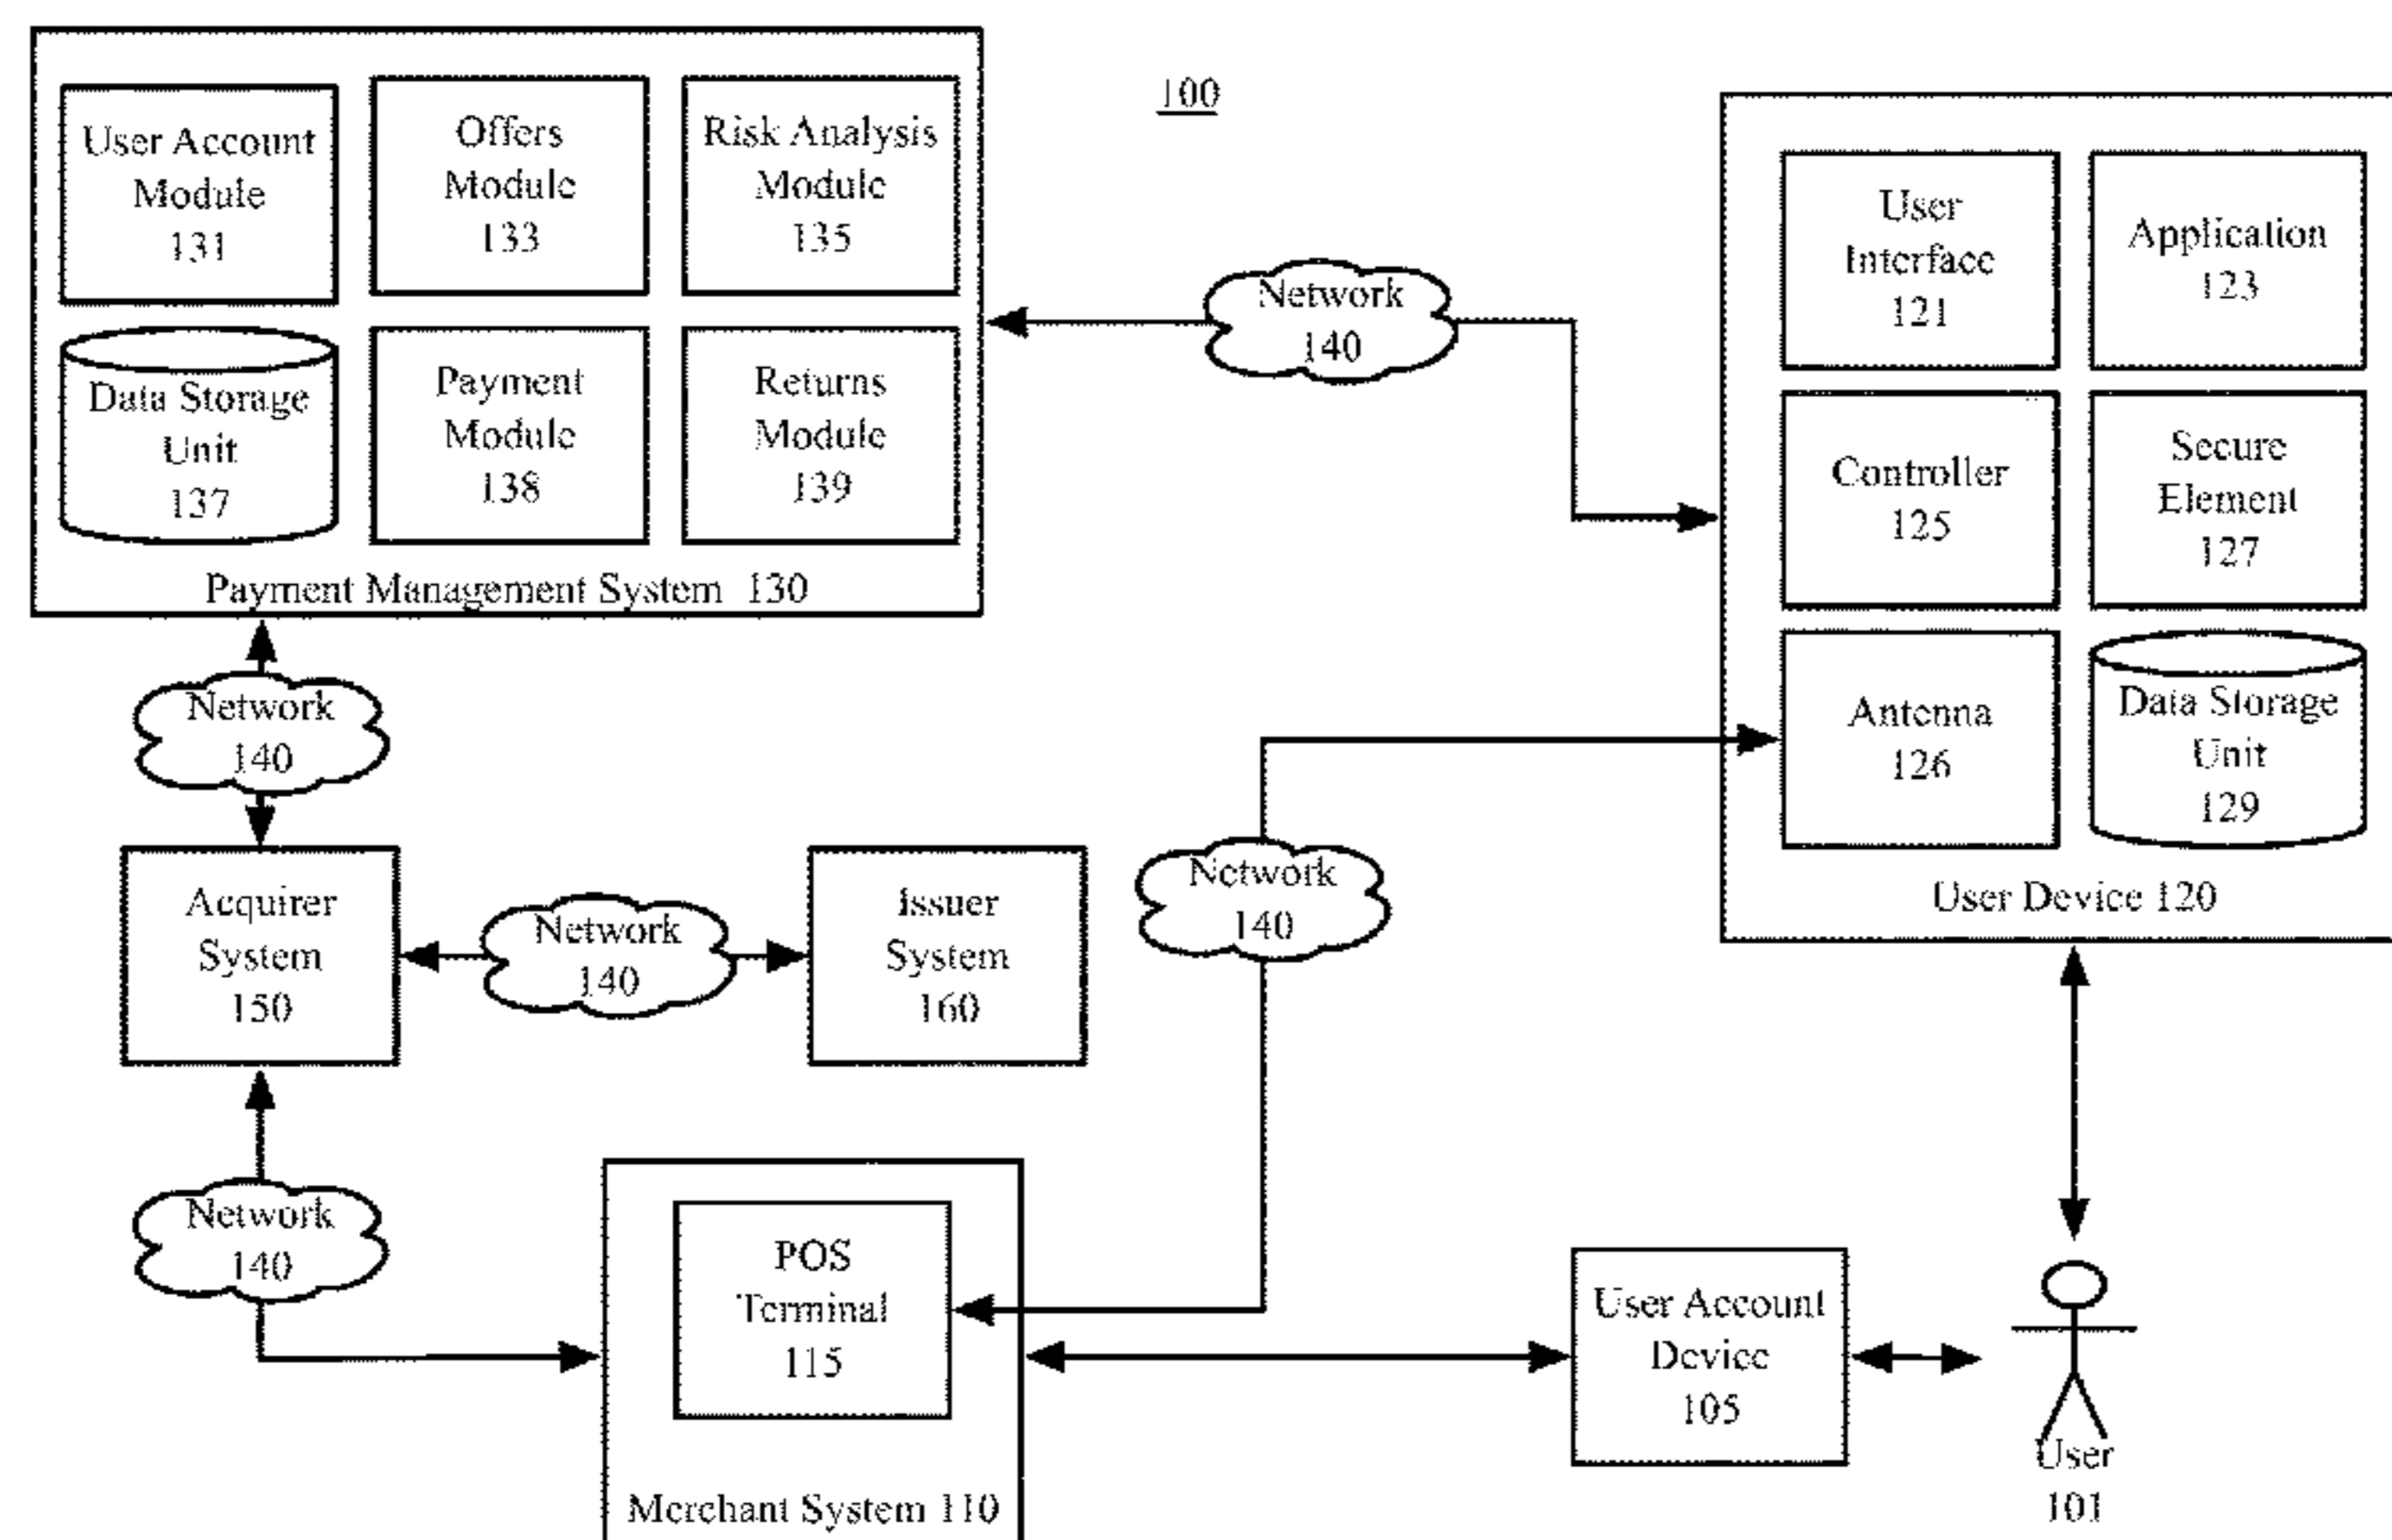 100
User Account
Module
131
Offers
Module
133
Risk Analysis
Module
135
Data Storage
Unit
137
Payment
Module
138
Returns
Module
139
Payment Management System 130
Network
140
User
Interface
121
Application
123
Controller
125
Secure
Element
127
Antenna
126
Data Storage
Unit
129
User Device 120
Network
140
Acquirer
System
150
Network
140
Issuer
System
160
Network
140
Network
140
POS
Terminal
115
Merchant System 110
User Account
Device
105
User
101